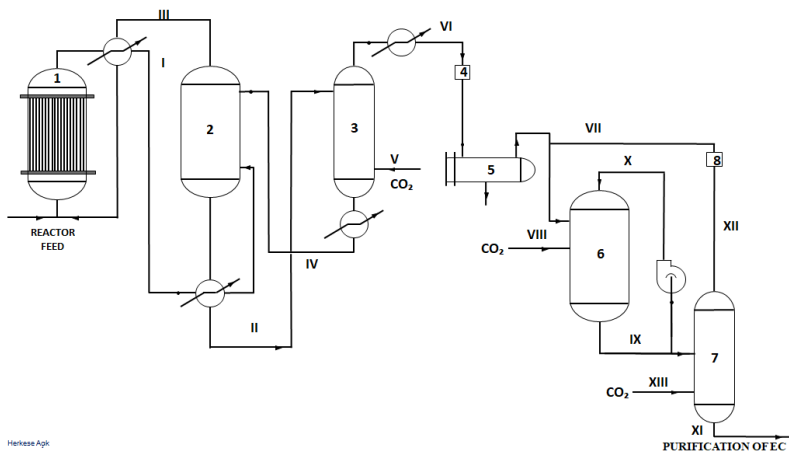 III
VI
I
1
4
2
3
VII
V
CO₂
5
X
8
REACTOR
FEED
VIII
CO₂
6
XII
IV
II
IX
7
XIII
CO₂
XI
PURIFICATION OF EC
Herkese Açık